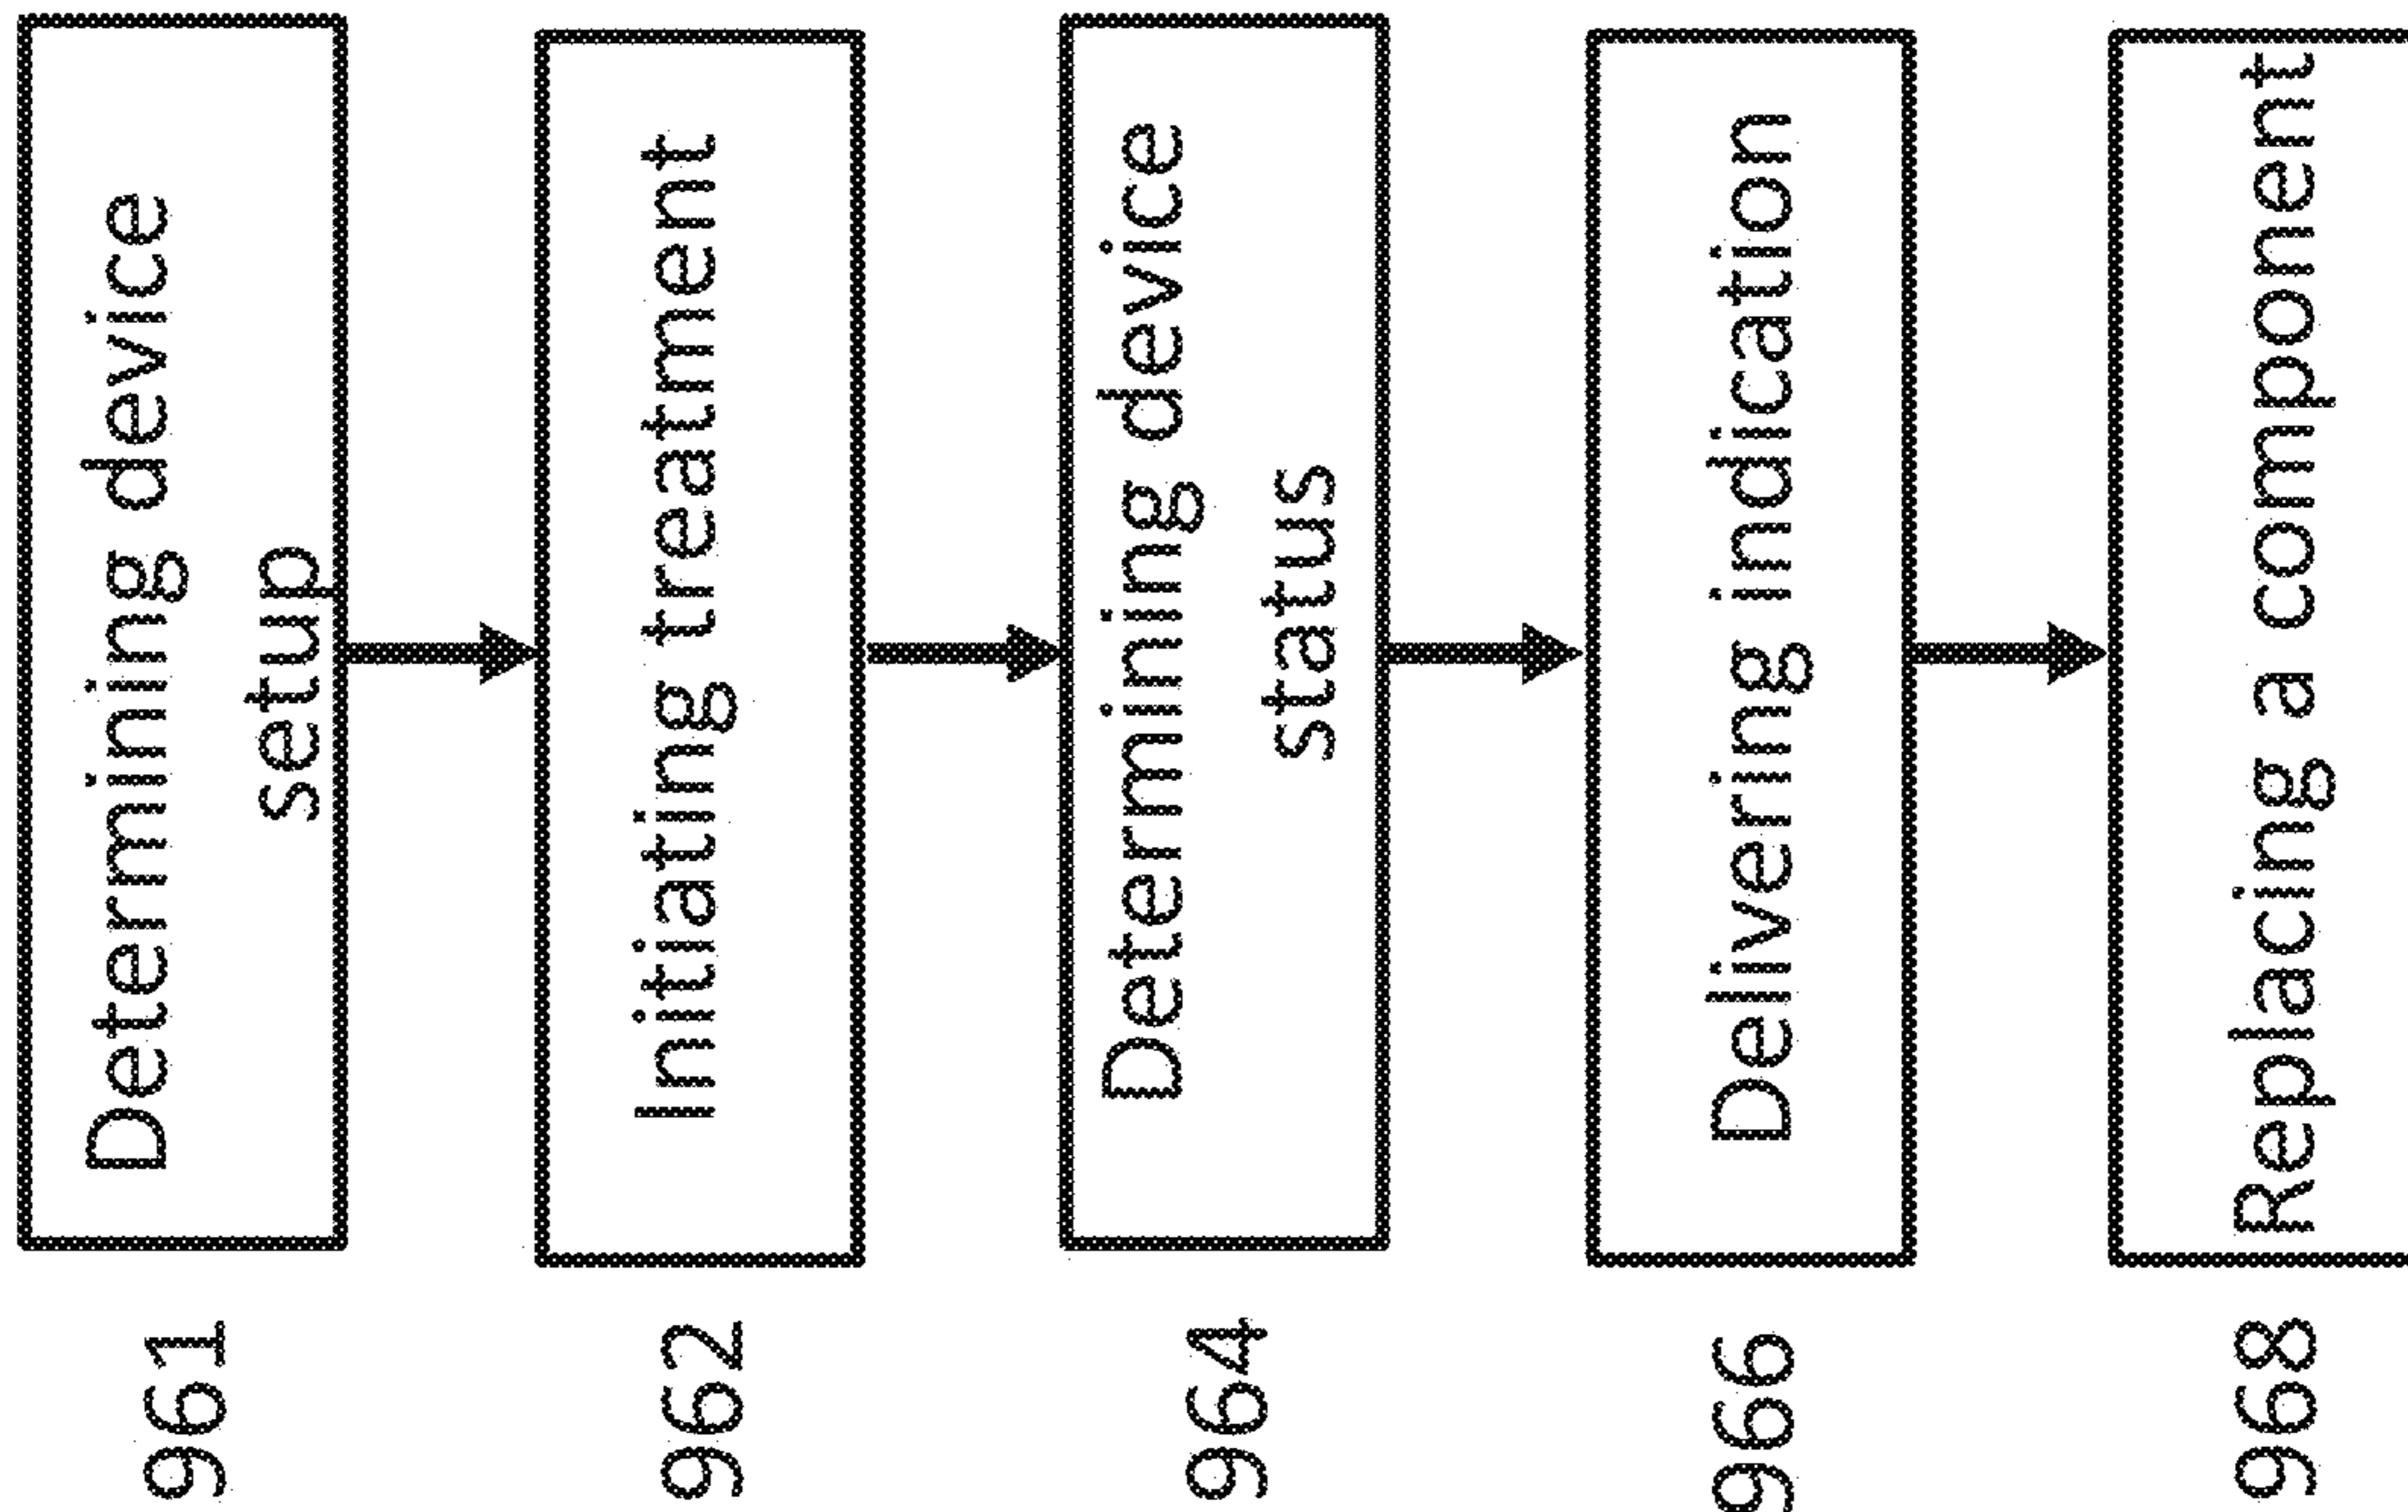 961
Determining device
setup
962
Initiating treatment
964
Determining device
status
966
Delivering indication
968
Replacing a component